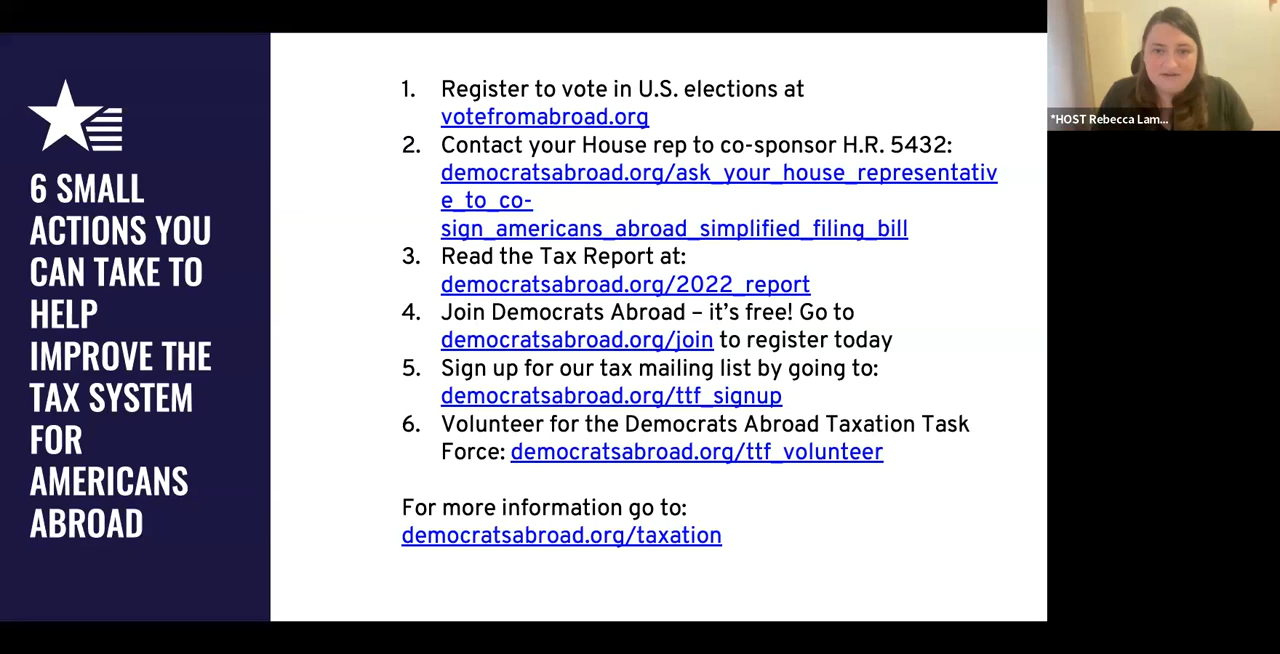 6 SMALL
ACTIONS YOU
CAN TAKE TO
HELP
IMPROVE THE
TAX SYSTEM
FOR
AMERICANS
ABROAD
1. Register to vote in U.S. elections at
votefromabroad.org
2. Contact your House rep to co-sponsor H.R. 5432:
democratsabroad.org/ask_your_house_representativ
e_to_co-
sign_americans_abroad_simplified_filing_bill
3. Read the Tax Report at:
democratsabroad.org/2022_report
4. Join Democrats Abroad – it’s free! Go to
democratsabroad.org/join to register today
5. Sign up for our tax mailing list by going to:
democratsabroad.org/ttf_signup
6. Volunteer for the Democrats Abroad Taxation Task
Force: democratsabroad.org/ttf_volunteer
For more information go to:
democratsabroad.org/taxation
*HOST Rebecca Lam...